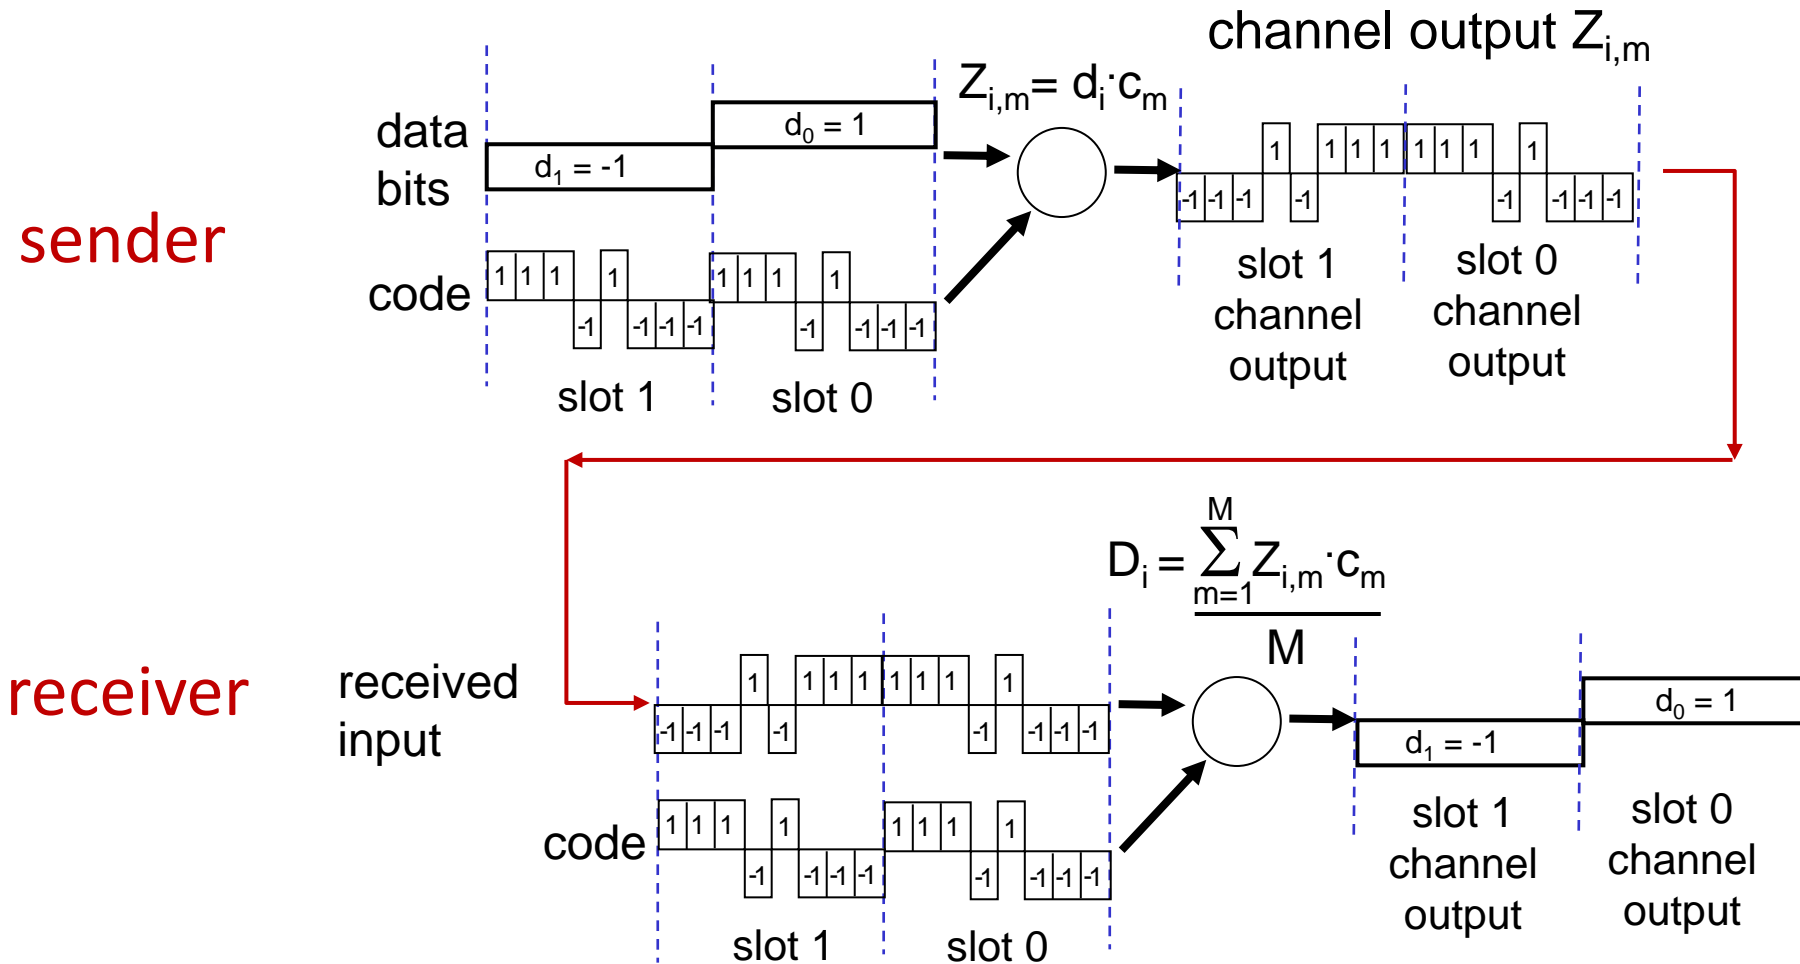 channel output Z_i,m
Z_i,m = d_i·c_m
data bits
d_0 = 1
d_1 = -1
sender
code
1 1 1 -1 1 -1 -1 -1
1 1 1 -1 1 -1 -1 -1
slot 1
slot 0
-1 -1 -1 1 -1 1 1 1
1 1 1 -1 1 -1 -1 -1
slot 1 channel output
slot 0 channel output
D_i = Σ_{m=1}^{M} Z_i,m·c_m
M
receiver
received input
-1 -1 -1 1 -1 1 1 1
1 1 1 -1 1 -1 -1 -1
code
1 1 1 -1 1 -1 -1 -1
1 1 1 -1 1 -1 -1 -1
slot 1
slot 0
d_0 = 1
d_1 = -1
slot 1 channel output
slot 0 channel output